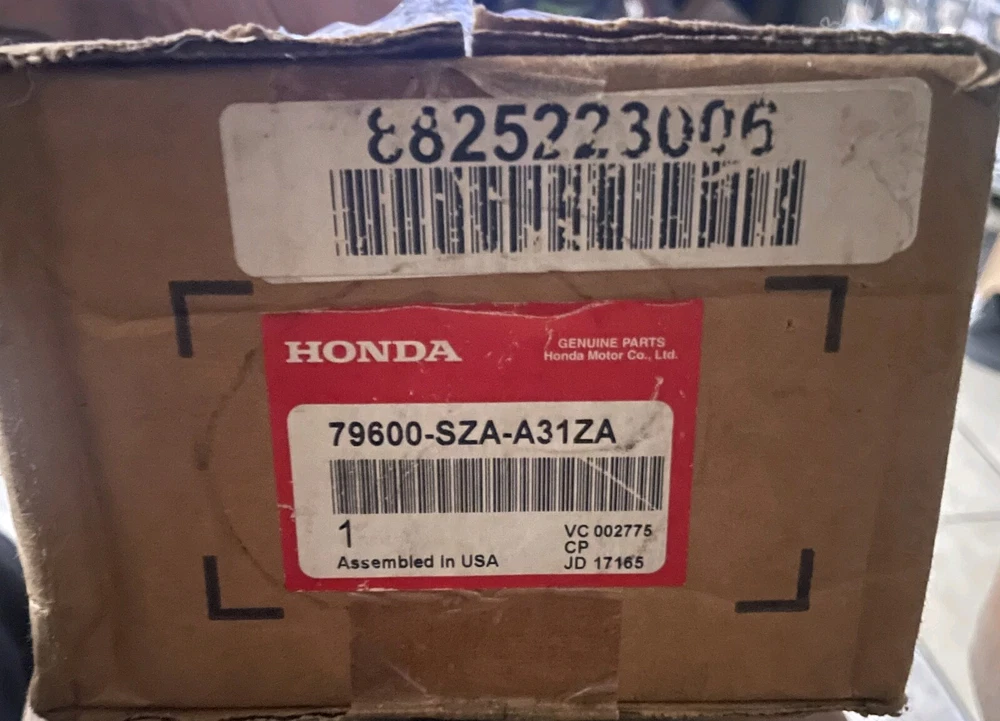 8825223006
HONDA
GENUINE PARTS
Honda Motor Co., Ltd.
79600-SZA-A31ZA
1
VC 002775
CP
Assembled In USA
JD 17165